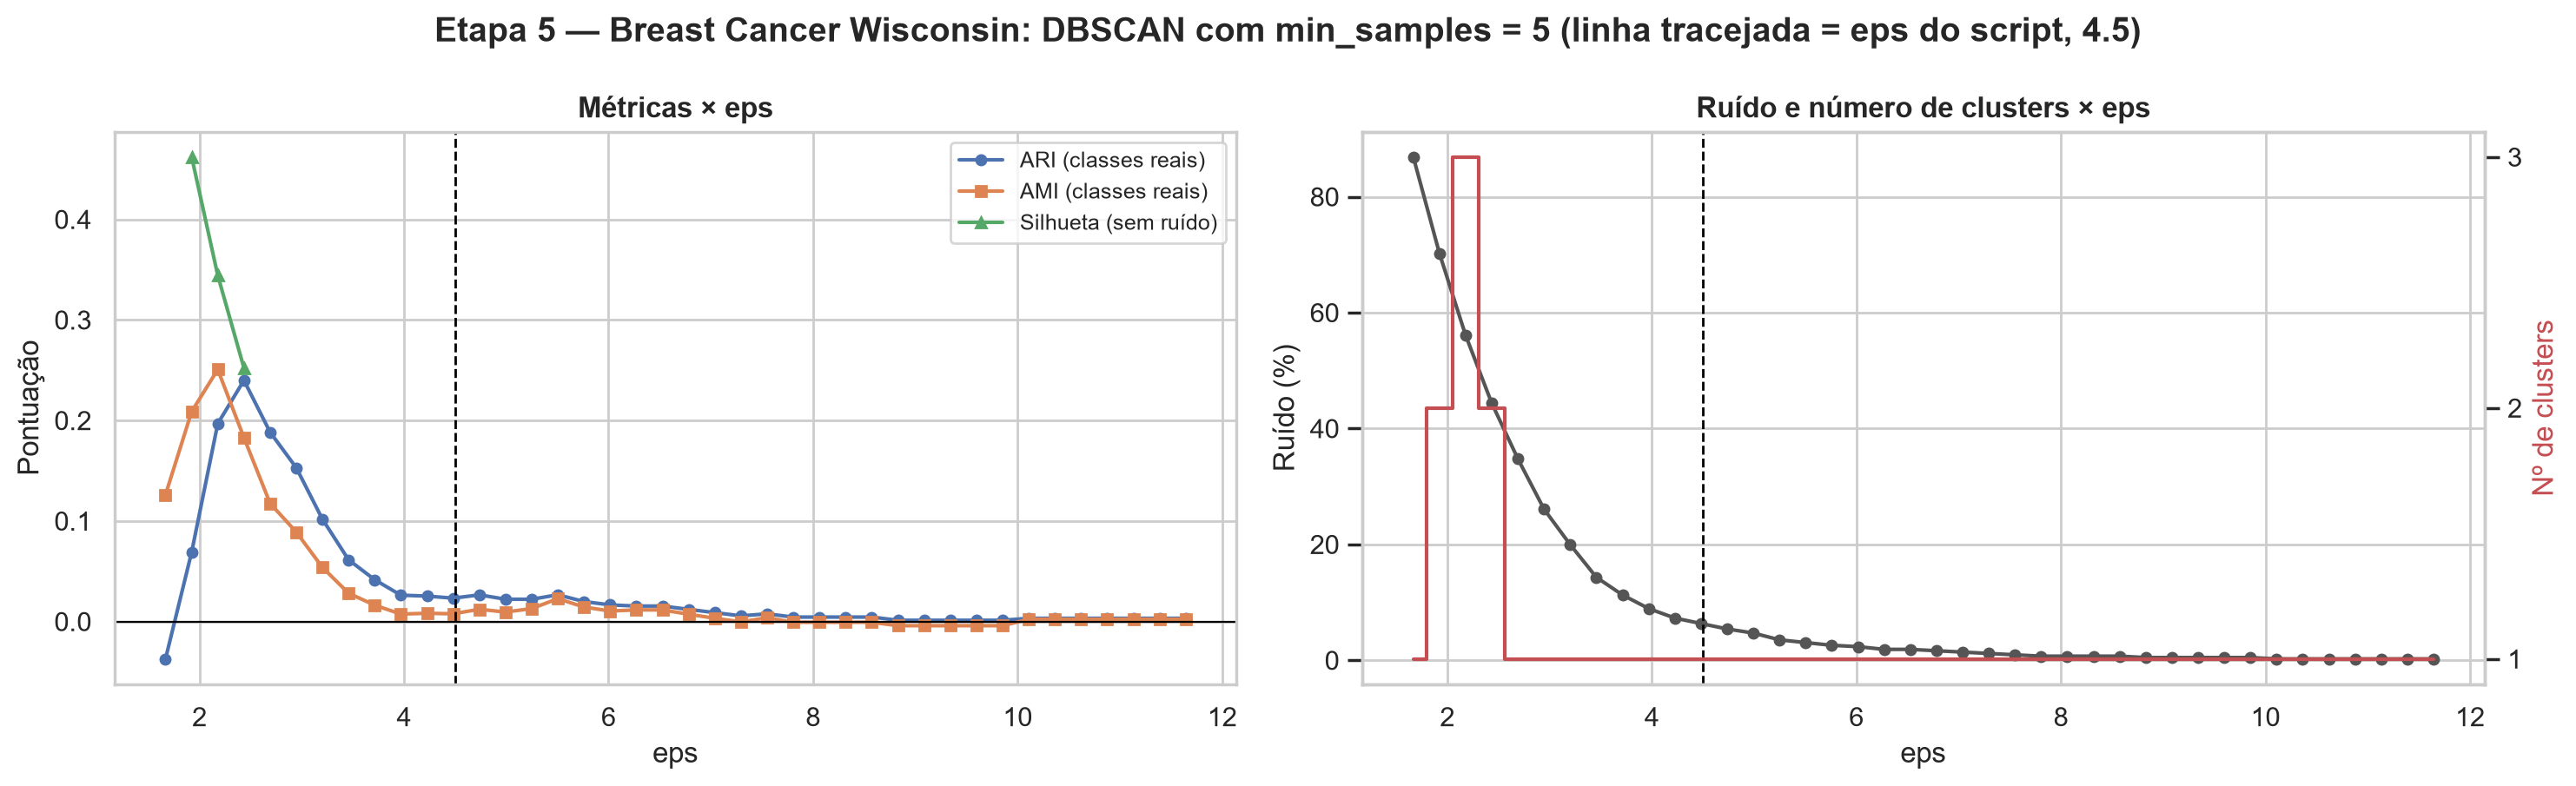 Etapa 5 — Breast Cancer Wisconsin: DBSCAN com min_samples = 5 (linha tracejada = eps do script, 4.5)
Métricas × eps
Pontuação
0.4
0.3
0.2
0.1
0.0
2 4 6 8 10 12
eps
ARI (classes reais)
AMI (classes reais)
Silhueta (sem ruído)
Ruído e número de clusters × eps
Ruído (%)
80
60
40
20
0
2 4 6 8 10 12
eps
3
2
1
Nº de clusters